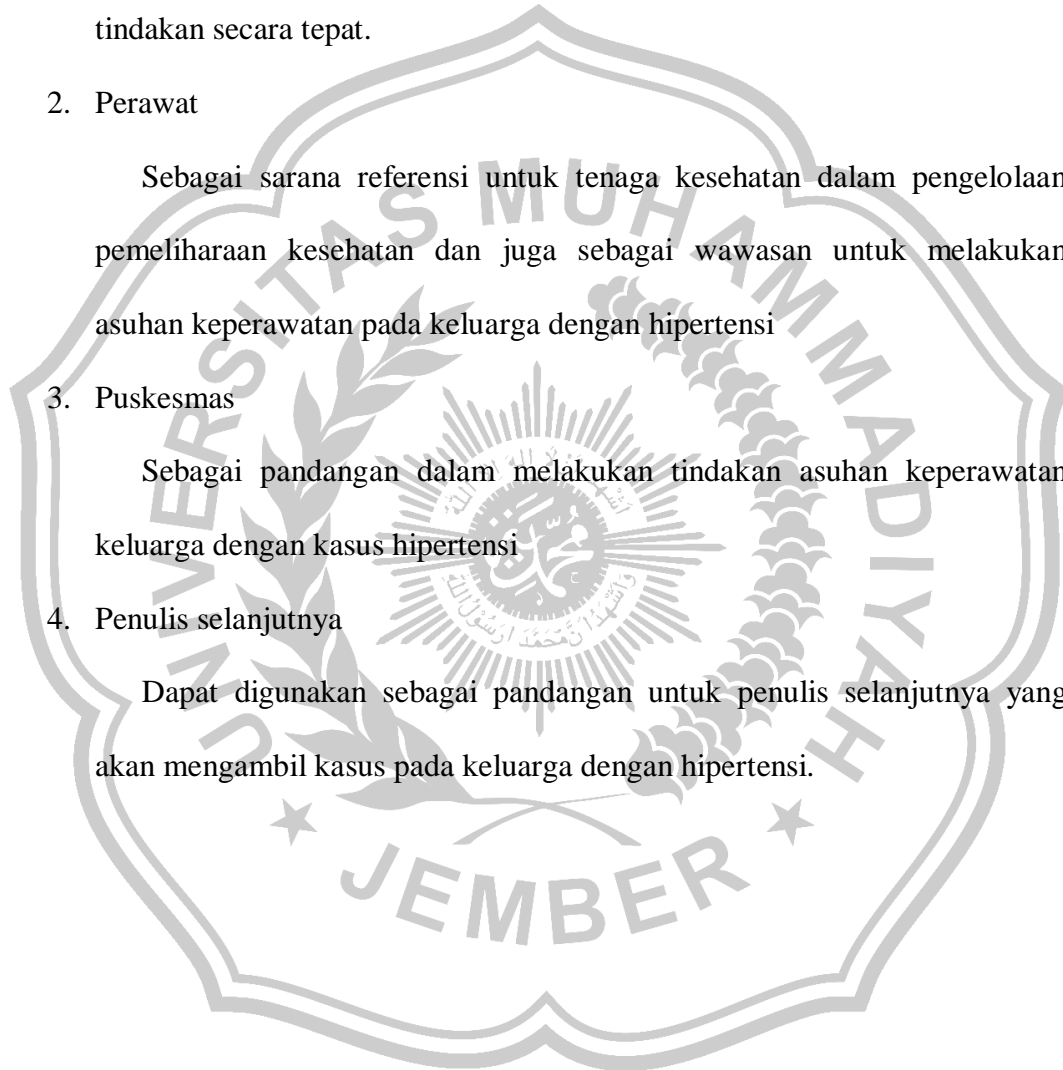 tindakan secara tepat.
2. Perawat
Sebagai sarana referensi untuk tenaga kesehatan dalam pengelolaan
pemeliharaan kesehatan dan juga sebagai wawasan untuk melakukan
asuhan keperawatan pada keluarga dengan hipertensi
3. Puskesmas
Sebagai pandangan dalam melakukan tindakan asuhan keperawatan
keluarga dengan kasus hipertensi
4. Penulis selanjutnya
Dapat digunakan sebagai pandangan untuk penulis selanjutnya yang
akan mengambil kasus pada keluarga dengan hipertensi.
UNIVERSITAS MUHAMMADIYAH
JEMBER